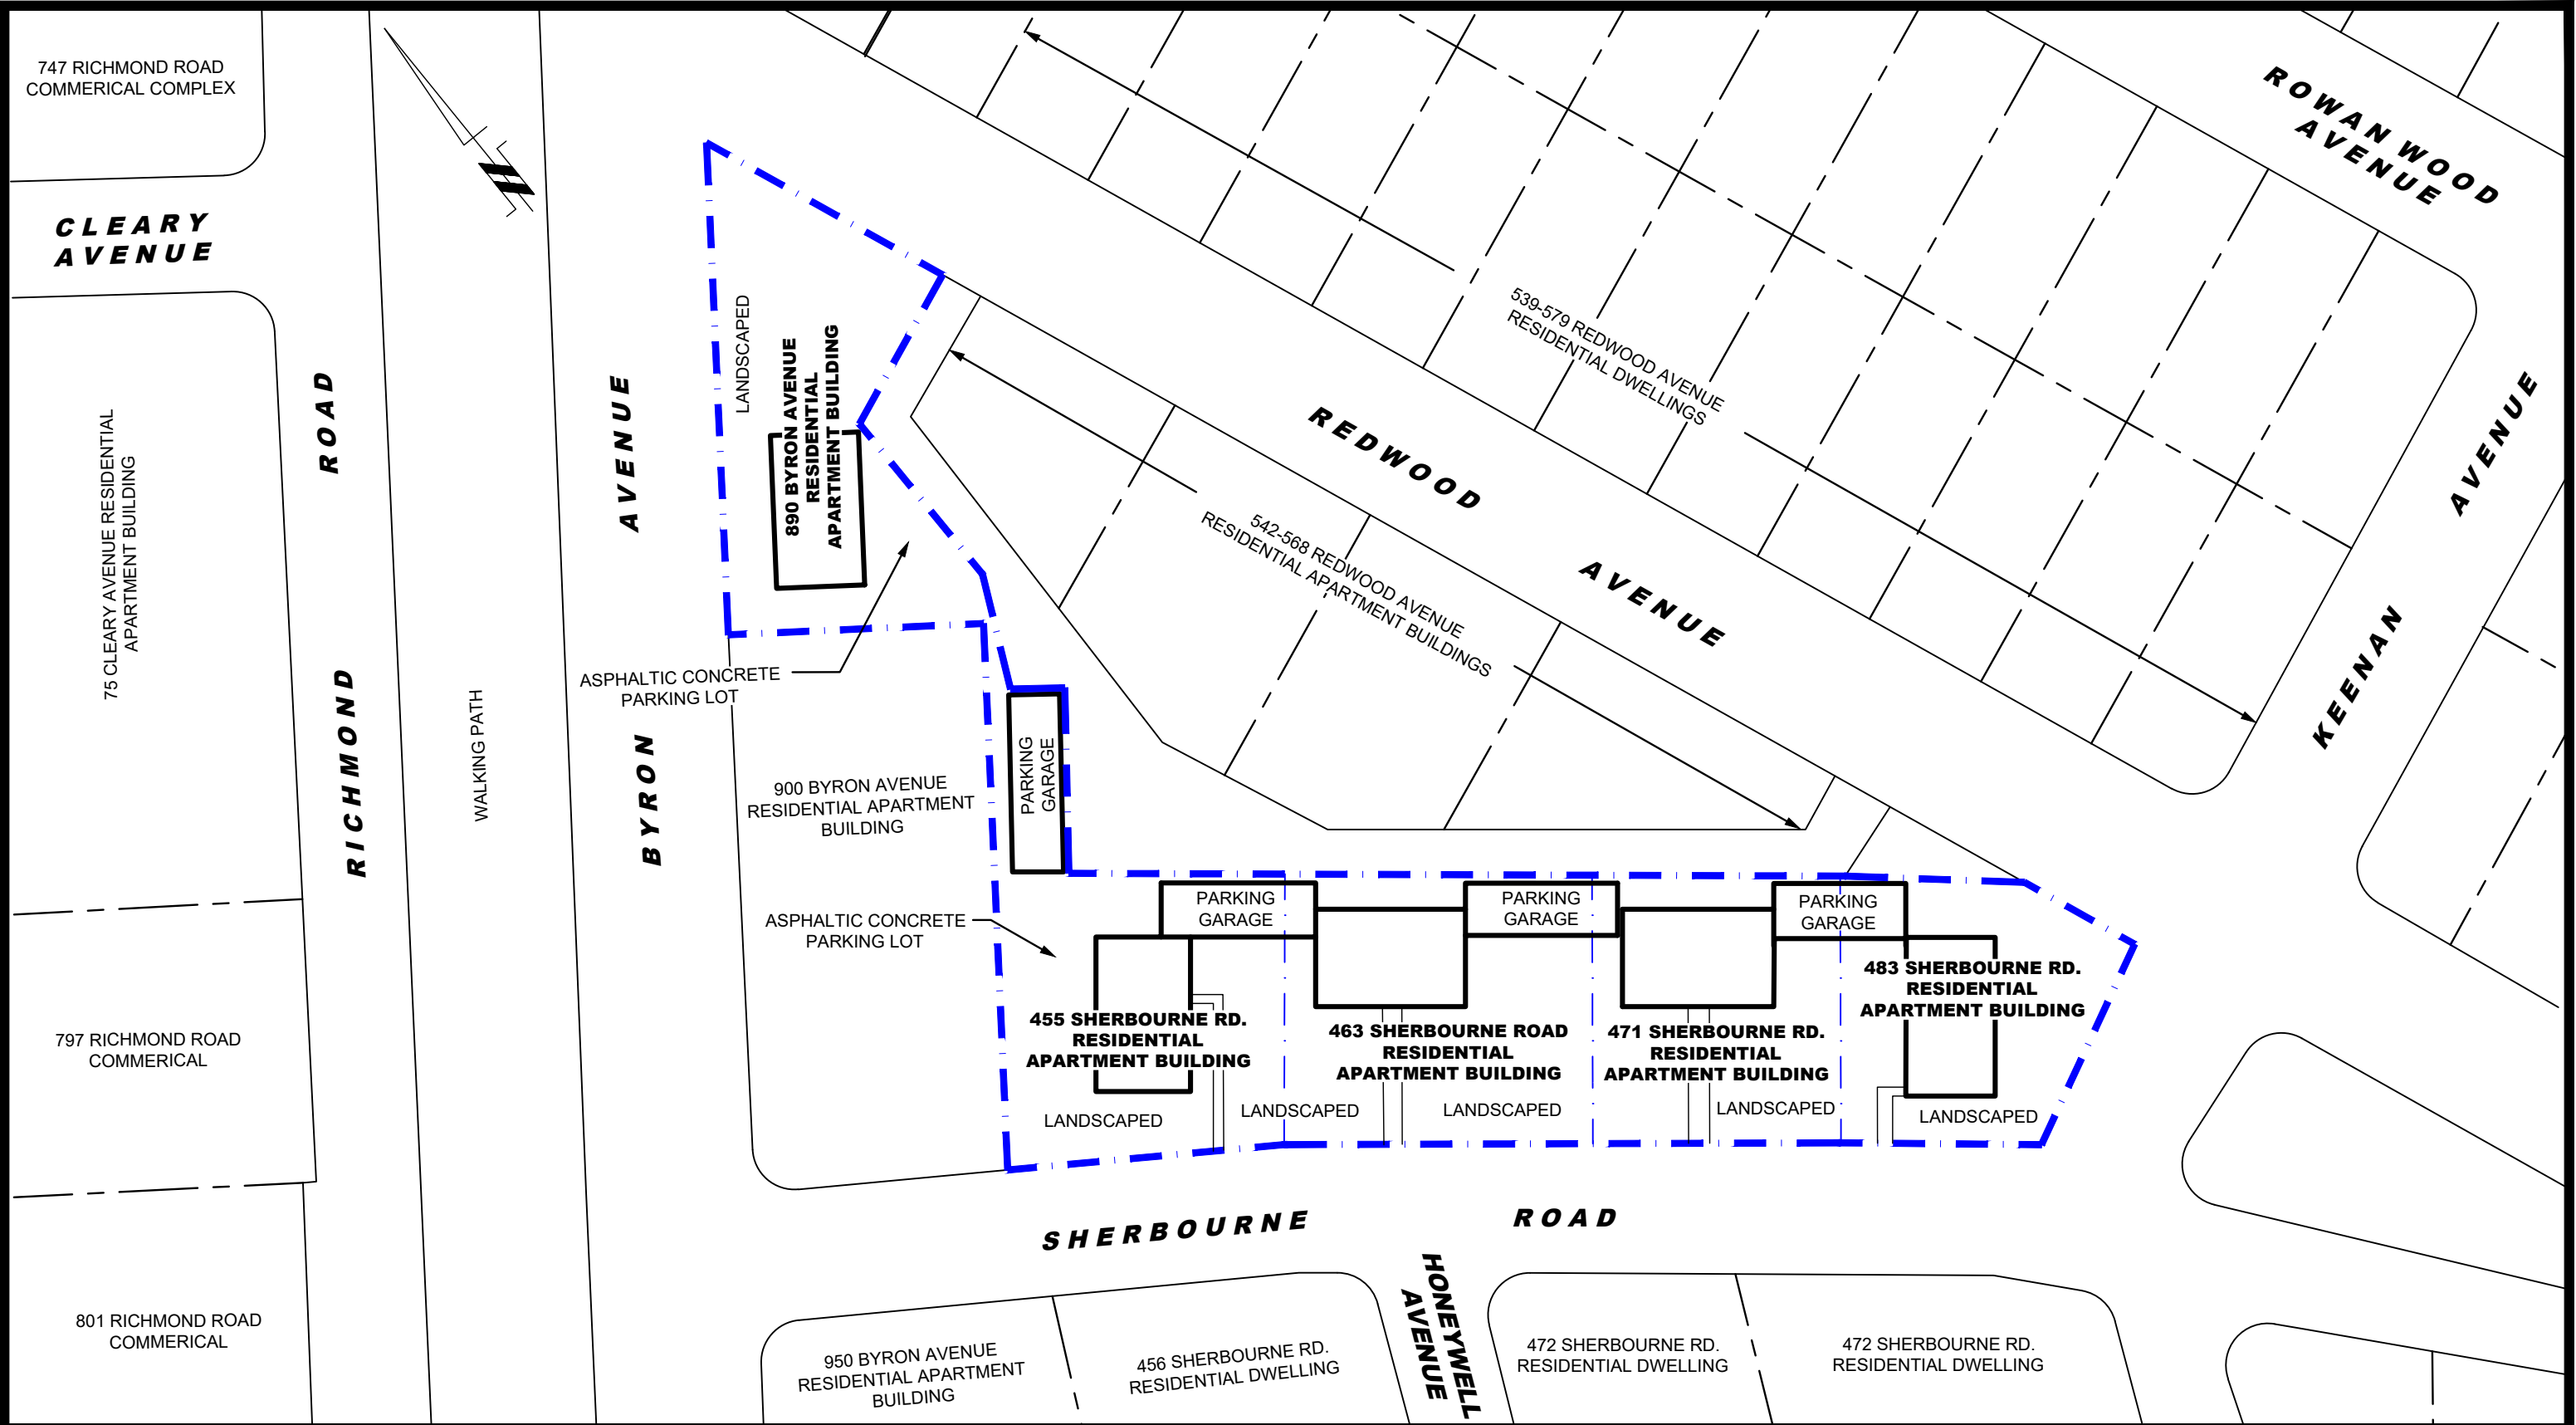 747 RICHMOND ROAD
COMMERICAL COMPLEX
CLEARY
AVENUE
75 CLEARY AVENUE RESIDENTIAL
APARTMENT BUILDING
797 RICHMOND ROAD
COMMERICAL
801 RICHMOND ROAD
COMMERICAL
RICHMOND ROAD
WALKING PATH
BYRON AVENUE
LANDSCAPED
890 BYRON AVENUE
RESIDENTIAL
APARTMENT BUILDING
ASPHALTIC CONCRETE
PARKING LOT
900 BYRON AVENUE
RESIDENTIAL APARTMENT
BUILDING
PARKING
GARAGE
ASPHALTIC CONCRETE
PARKING LOT
ROWAN WOOD
AVENUE
539-579 REDWOOD AVENUE
RESIDENTIAL DWELLINGS
REDWOOD AVENUE
542-568 REDWOOD AVENUE
RESIDENTIAL APARTMENT BUILDINGS
KEENAN AVENUE
PARKING
GARAGE
PARKING
GARAGE
PARKING
GARAGE
455 SHERBOURNE RD.
RESIDENTIAL
APARTMENT BUILDING
463 SHERBOURNE ROAD
RESIDENTIAL
APARTMENT BUILDING
471 SHERBOURNE RD.
RESIDENTIAL
APARTMENT BUILDING
483 SHERBOURNE RD.
RESIDENTIAL
APARTMENT BUILDING
LANDSCAPED
LANDSCAPED
LANDSCAPED
LANDSCAPED
LANDSCAPED
SHERBOURNE ROAD
HONEYWELL
AVENUE
950 BYRON AVENUE
RESIDENTIAL APARTMENT
BUILDING
456 SHERBOURNE RD.
RESIDENTIAL DWELLING
472 SHERBOURNE RD.
RESIDENTIAL DWELLING
472 SHERBOURNE RD.
RESIDENTIAL DWELLING